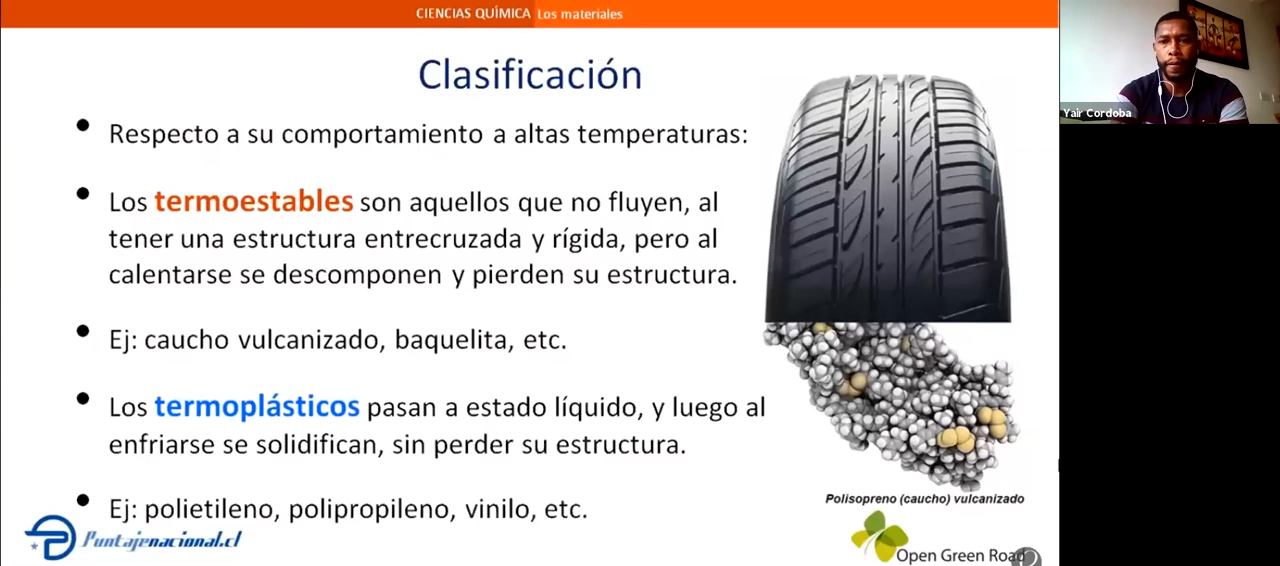 CIENCIAS QUÍMICA Los materiales
Clasificación
• Respecto a su comportamiento a altas temperaturas:
• Los termoestables son aquellos que no fluyen, al
tener una estructura entrecruzada y rígida, pero al
calentarse se descomponen y pierden su estructura.
• Ej: caucho vulcanizado, baquelita, etc.
• Los termoplásticos pasan a estado líquido, y luego al
enfriarse se solidifican, sin perder su estructura.
• Ej: polietileno, polipropileno, vinilo, etc.
Polisopreno (caucho) vulcanizado
Puntajenacional.cl
Open Green Road
Yair Cordoba